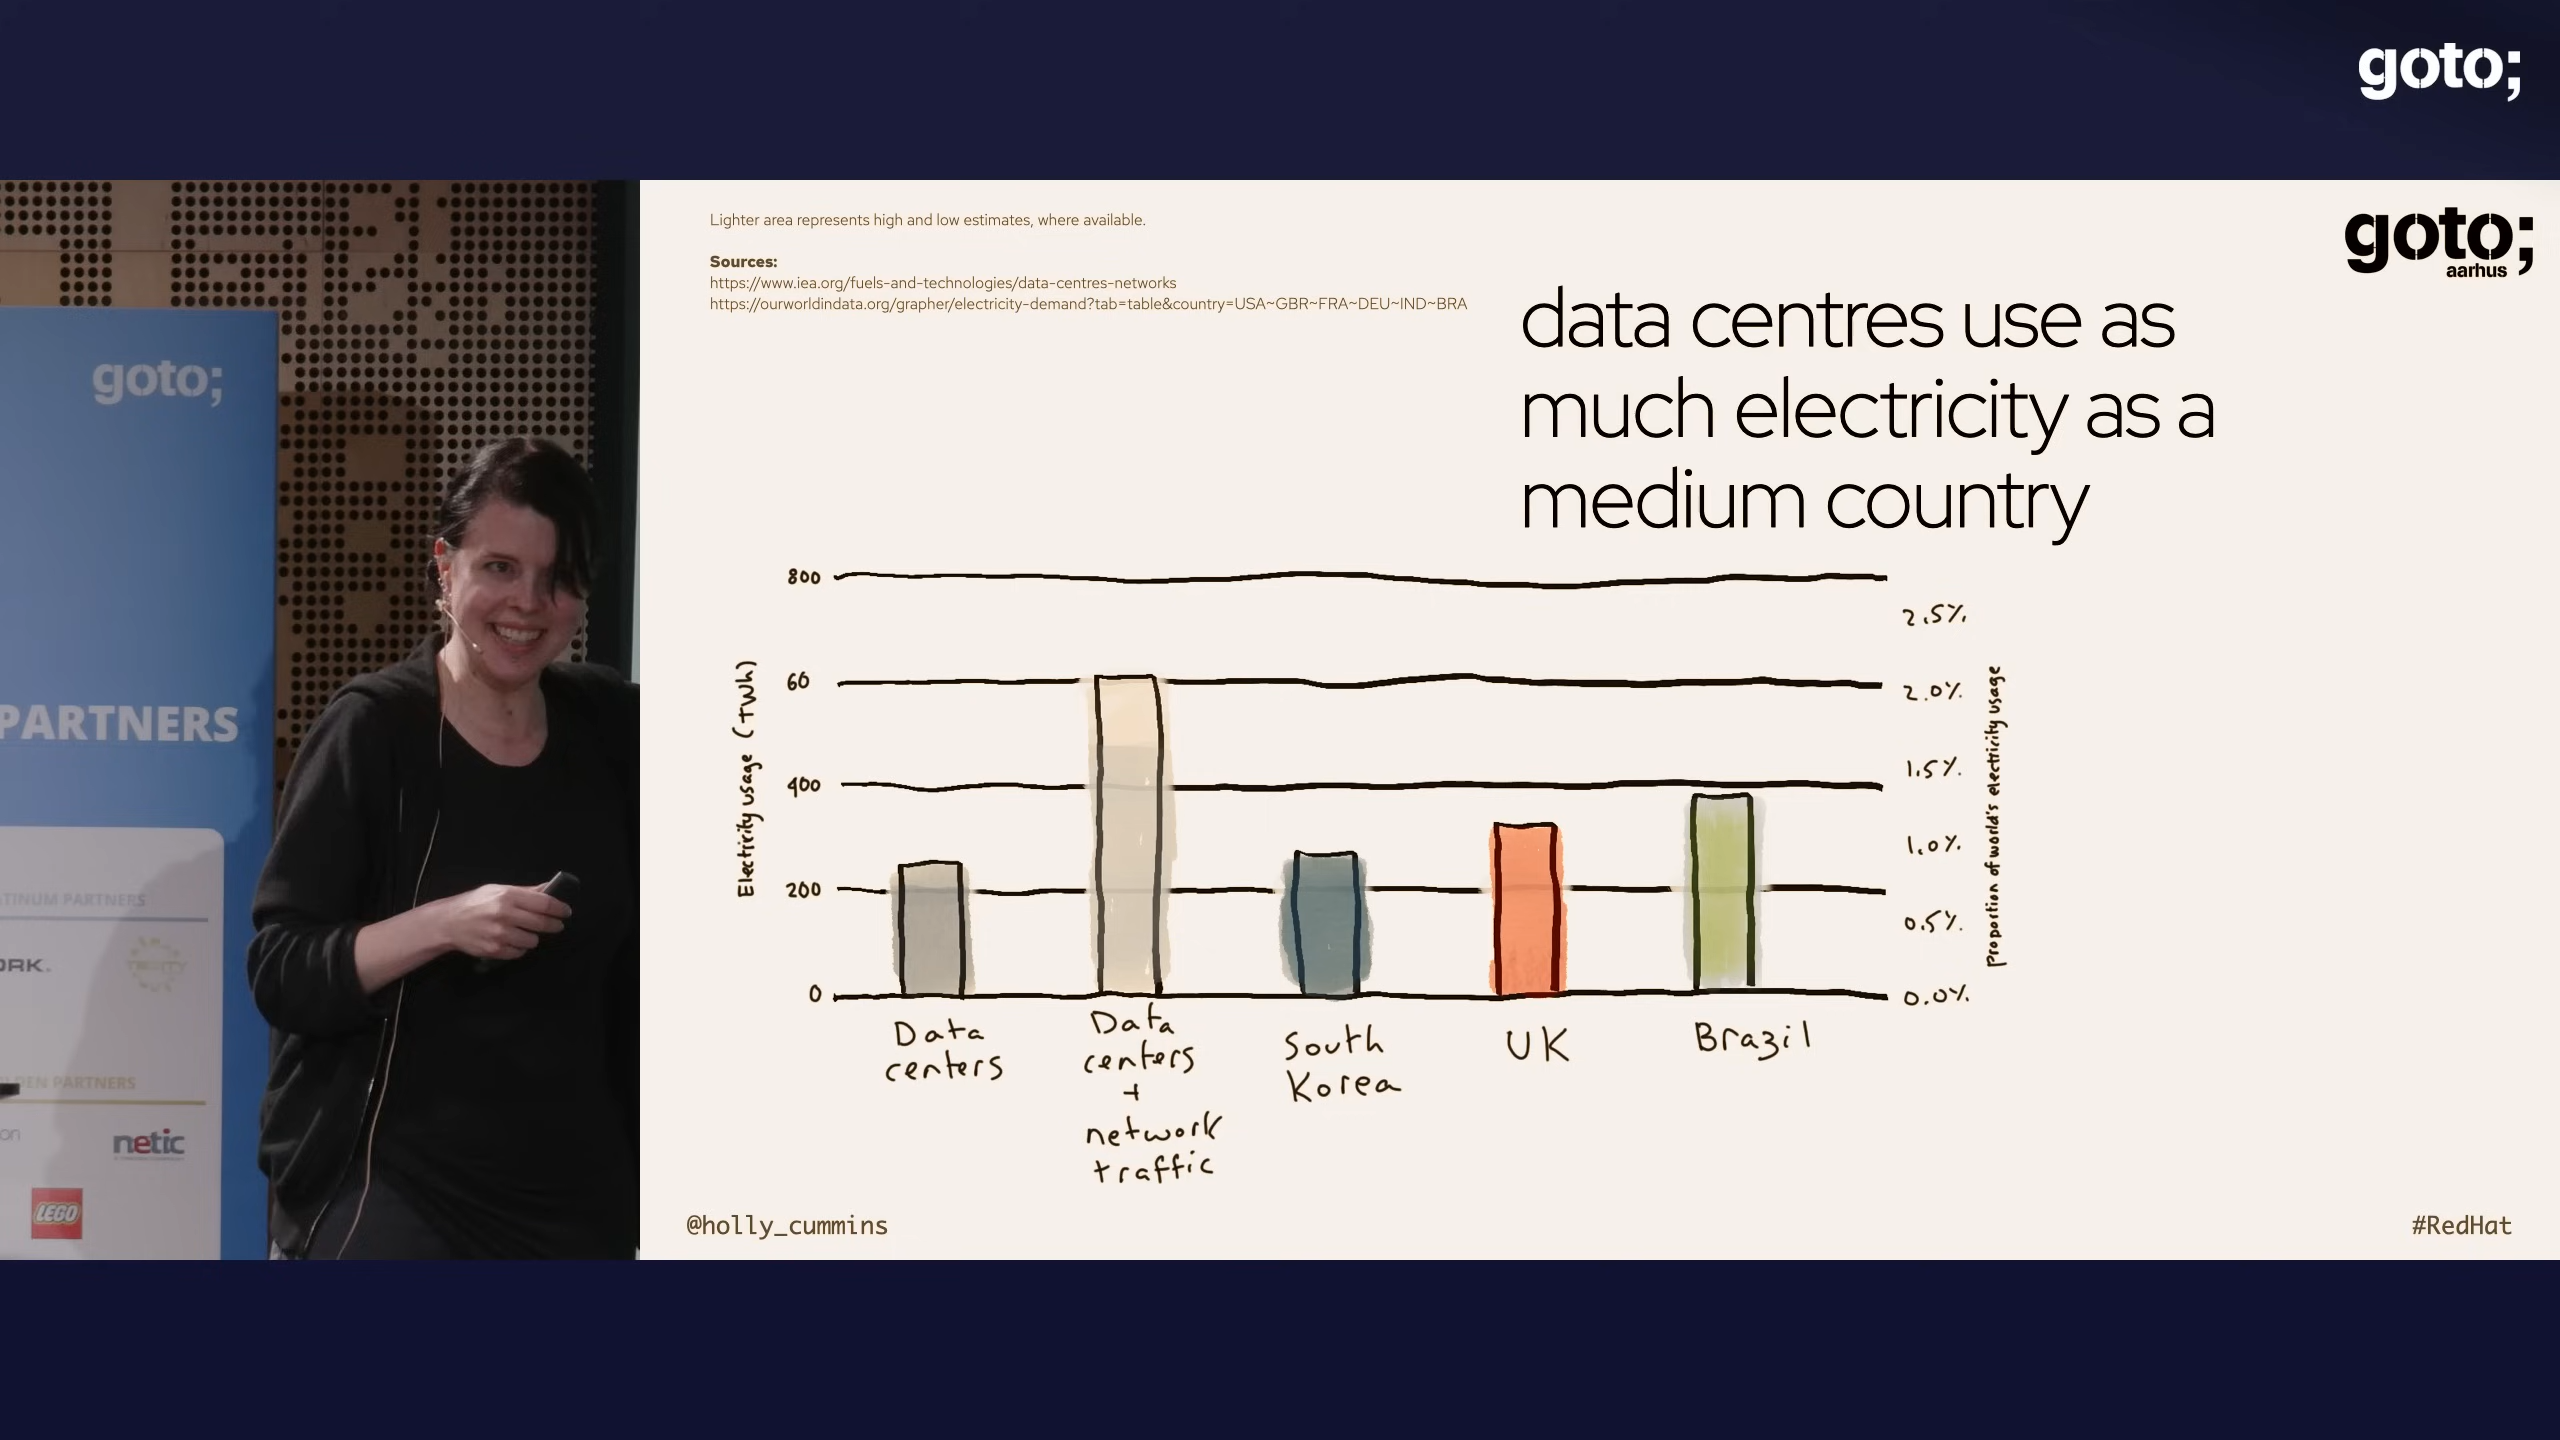 goto;
goto;
PARTNERS
TINUM PARTNERS
ORK.
EN PARTNERS
on
netic
LEGO
Lighter area represents high and low estimates, where available.
Sources:
https://www.iea.org/fuels-and-technologies/data-centres-networks
https://ourworldindata.org/grapher/electricity-demand?tab=table&country=USA~GBR~FRA~DEU~IND~BRA
goto;
aarhus
data centres use as
much electricity as a
medium country
Electricity usage (TWh)
800
60
400
200
0
2.5%
2.0%
1.5%
1.0%
0.5%
0.0%
Proportion of world's electricity usage
Data
centers
Data
centers
+
network
traffic
South
Korea
UK
Brazil
@holly_cummins
#RedHat